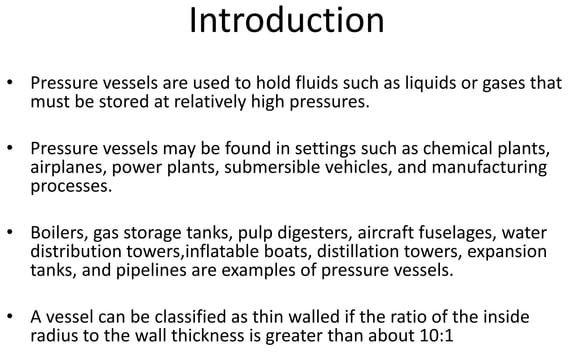 Introduction
• Pressure vessels are used to hold fluids such as liquids or gases that
must be stored at relatively high pressures.
• Pressure vessels may be found in settings such as chemical plants,
airplanes, power plants, submersible vehicles, and manufacturing
processes.
• Boilers, gas storage tanks, pulp digesters, aircraft fuselages, water
distribution towers,inflatable boats, distillation towers, expansion
tanks, and pipelines are examples of pressure vessels.
• A vessel can be classified as thin walled if the ratio of the inside
radius to the wall thickness is greater than about 10:1